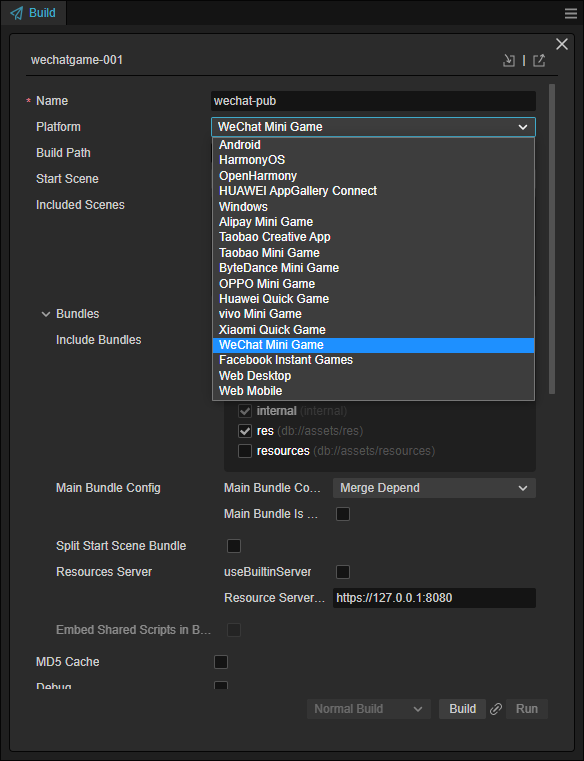 Build
wechatgame-001
* Name
wechat-pub
Platform
WeChat Mini Game
Build Path
Start Scene
Included Scenes
Android
HarmonyOS
OpenHarmony
HUAWEI AppGallery Connect
Windows
Alipay Mini Game
Taobao Creative App
Taobao Mini Game
ByteDance Mini Game
OPPO Mini Game
Huawei Quick Game
vivo Mini Game
Xiaomi Quick Game
WeChat Mini Game
Facebook Instant Games
Web Desktop
Web Mobile
Bundles
Include Bundles
internal (internal)
res (db://assets/res)
resources (db://assets/resources)
Main Bundle Config
Main Bundle Co...
Merge Depend
Main Bundle Is ...
Split Start Scene Bundle
Resources Server
useBuiltinServer
Resource Server...
https://127.0.0.1:8080
Embed Shared Scripts in B...
MD5 Cache
Debug
Normal Build
Build
Run